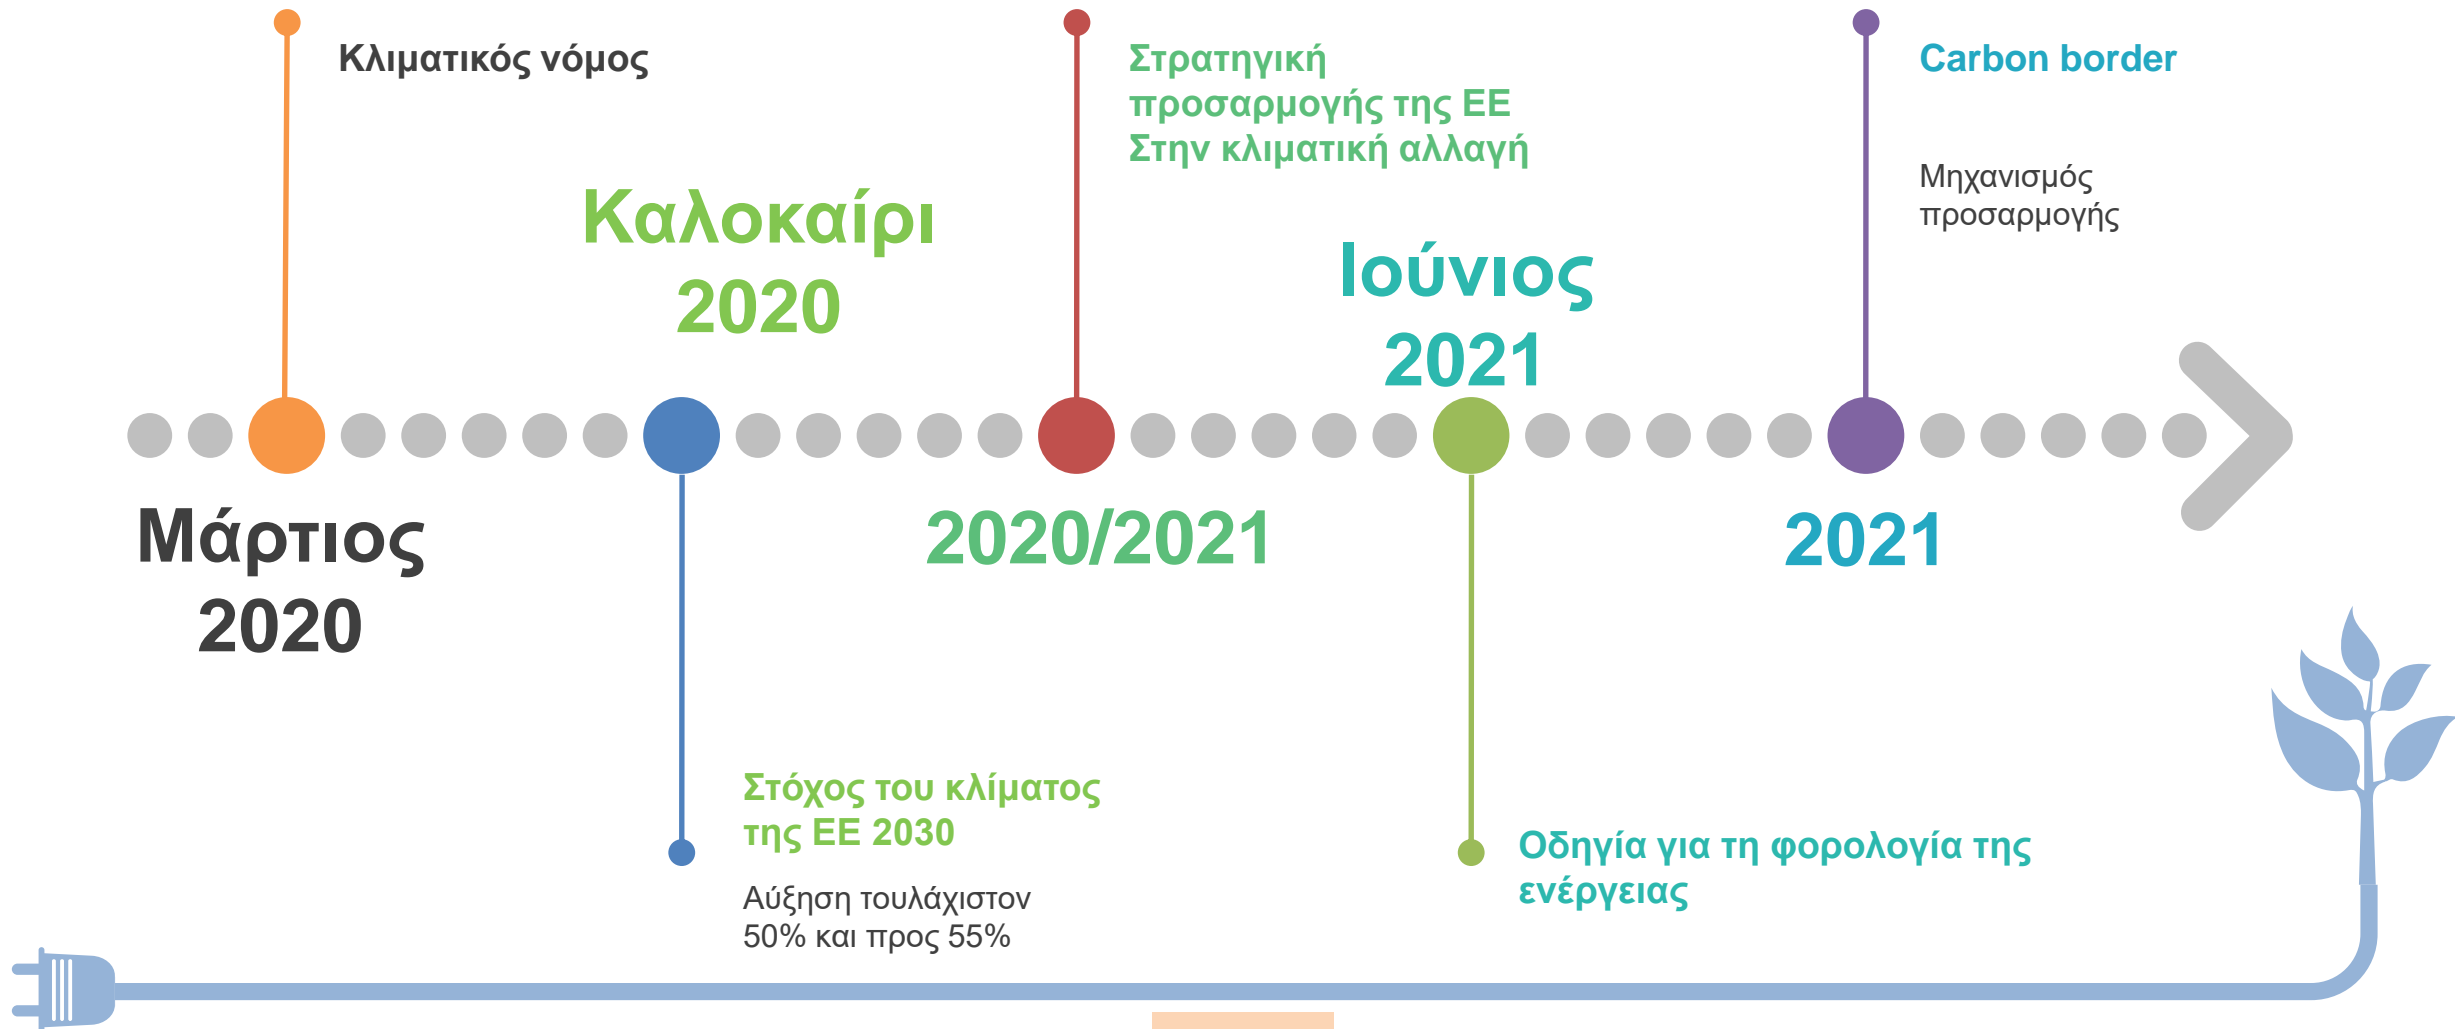 Κλιματικός νόμος
Μάρτιος
2020
Καλοκαίρι
2020
Στόχος του κλίματος
της ΕΕ 2030
Αύξηση τουλάχιστον
50% και προς 55%
Στρατηγική
προσαρμογής της ΕΕ
Στην κλιματική αλλαγή
2020/2021
Ιούνιος
2021
Οδηγία για τη φορολογία της
ενέργειας
Carbon border
Μηχανισμός
προσαρμογής
2021